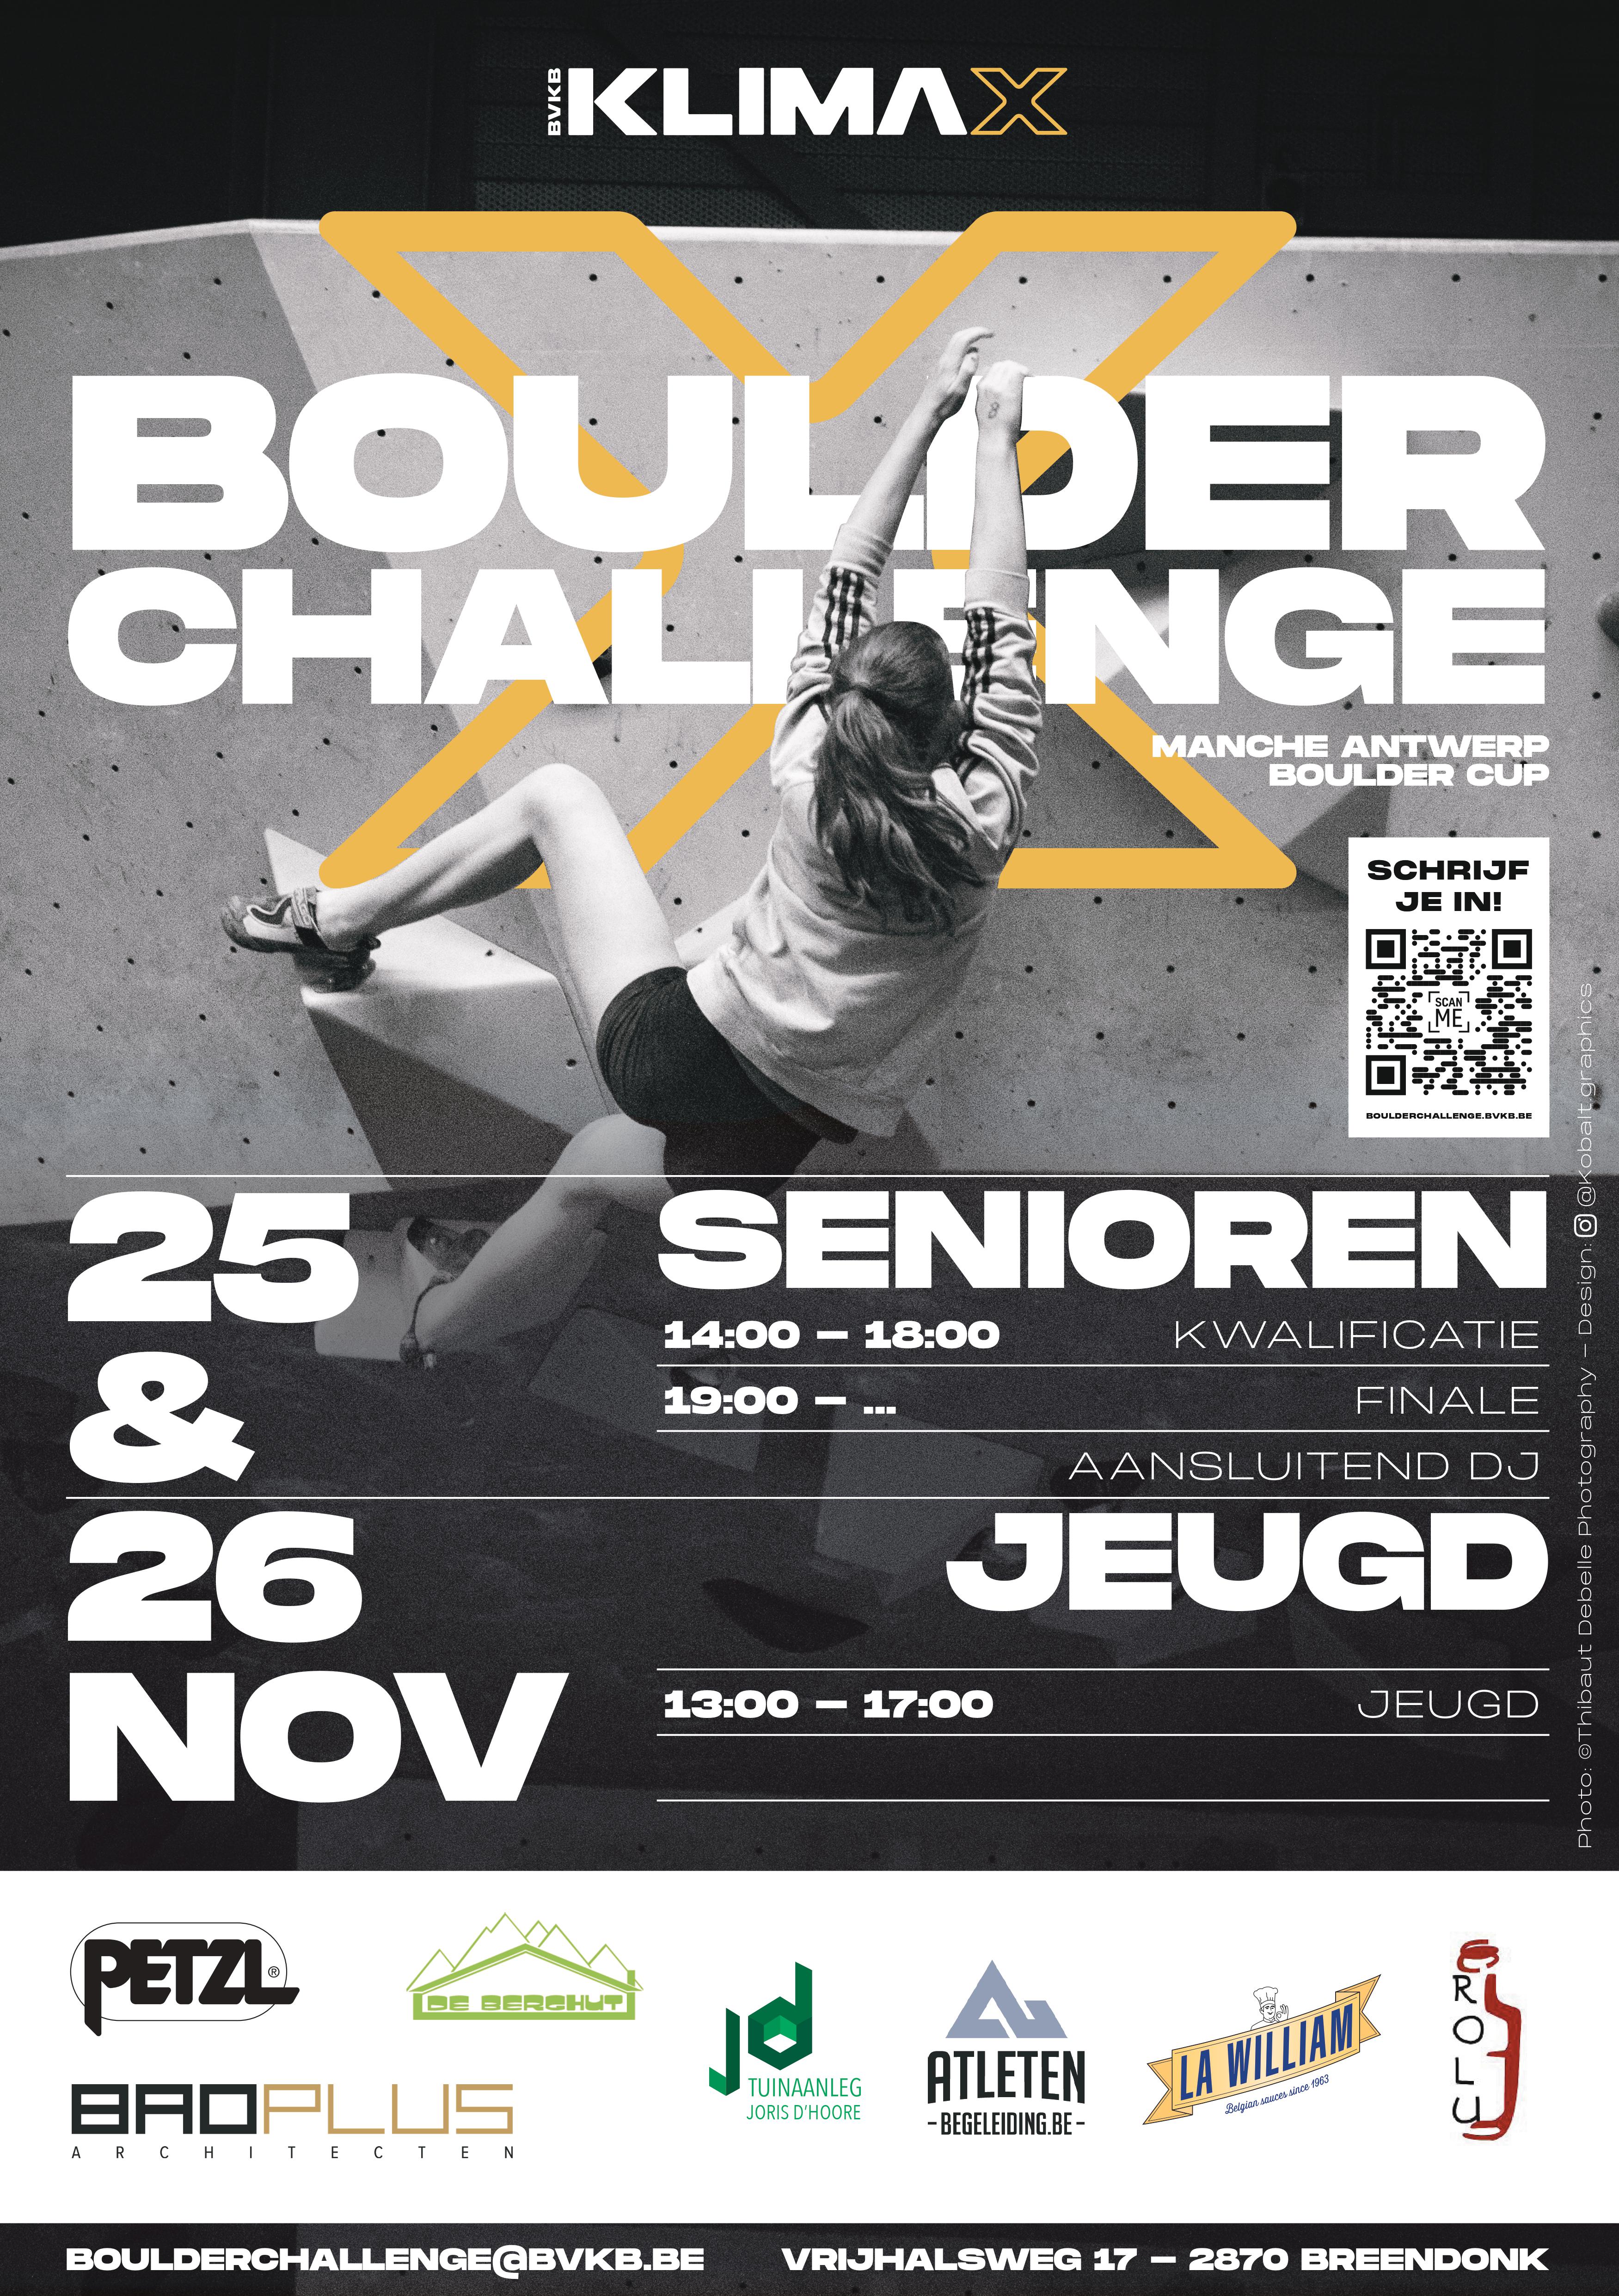 BVKB KLIMAX
BOULDER
CHALLENGE
MANCHE ANTWERP
BOULDER CUP
SCHRIJF
JE IN!
SCAN
ME
BOULDERCHALLENGE.BVKB.BE
25
&
26
NOV
SENIOREN
14:00 – 18:00 KWALIFICATIE
19:00 – ... FINALE
AANSLUITEND DJ
JEUGD
13:00 – 17:00 JEUGD
Photo: ©Thibaut Debelle Photography – Design: @kobalt.graphics
PETZL®
DE BERGHUT
BAOPLUS
ARCHITECTEN
jd
TUINAANLEG
JORIS D'HOORE
ATLETEN
-BEGELEIDING.BE-
LA WILLIAM
Belgian sauces since 1963
EROLU
BOULDERCHALLENGE@BVKB.BE
VRIJHALSWEG 17 – 2870 BREENDONK